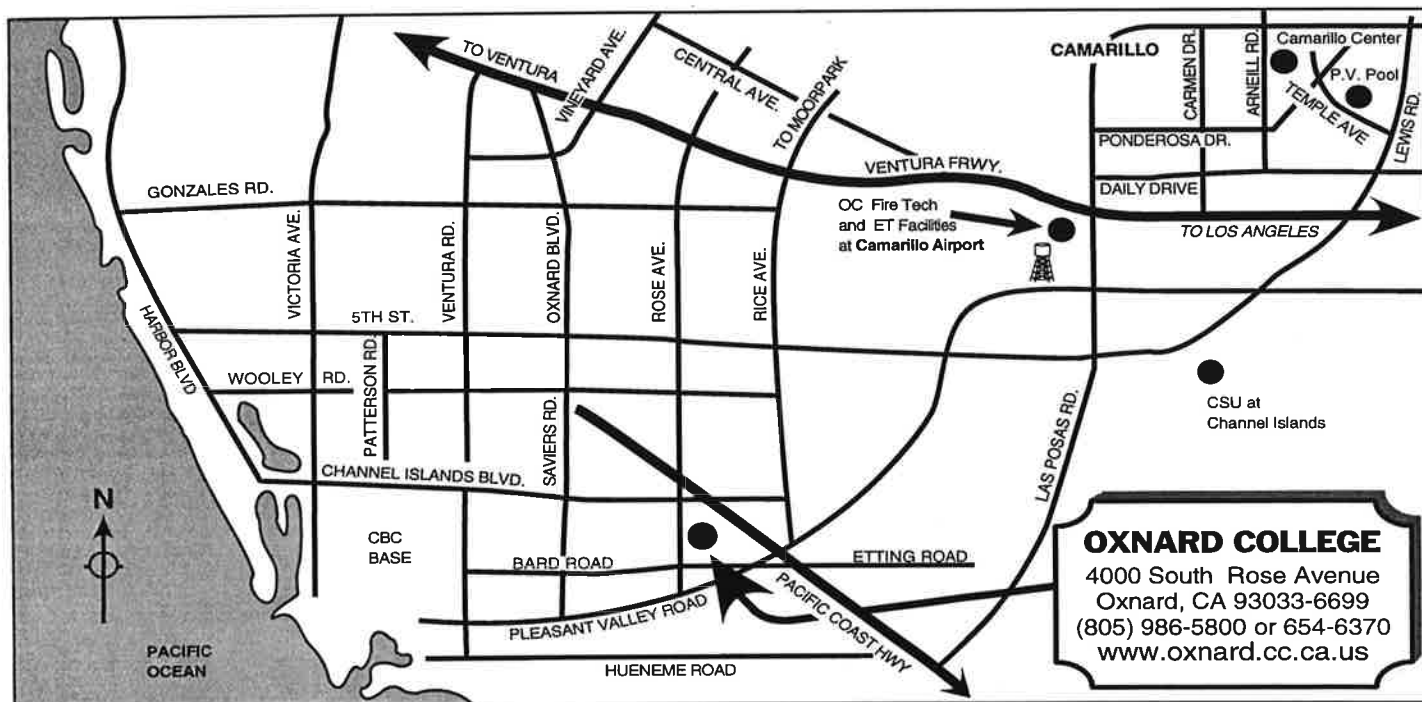 TO VENTURA
VINEYARD AVE.
CENTRAL AVE.
TO MOORPARK
CAMARILLO
CARMEN DR.
ARNEILL RD.
Camarillo Center
P.V. Pool
TEMPLE AVE
LEWIS RD.
PONDEROSA DR.
VENTURA FRWY.
DAILY DRIVE
GONZALES RD.
OC Fire Tech
and ET Facilities
at Camarillo Airport
TO LOS ANGELES
VICTORIA AVE.
VENTURA RD.
OXNARD BLVD.
ROSE AVE.
RICE AVE.
HARBOR BLVD
5TH ST.
PATTERSON RD.
WOOLEY RD.
SAVIERS RD.
CSU at
Channel Islands
LAS POSAS RD.
CHANNEL ISLANDS BLVD.
N
CBC
BASE
BARD ROAD
ETTING ROAD
PLEASANT VALLEY ROAD
PACIFIC COAST HWY
HUENEME ROAD
PACIFIC
OCEAN
OXNARD COLLEGE
4000 South Rose Avenue
Oxnard, CA 93033-6699
(805) 986-5800 or 654-6370
www.oxnard.cc.ca.us